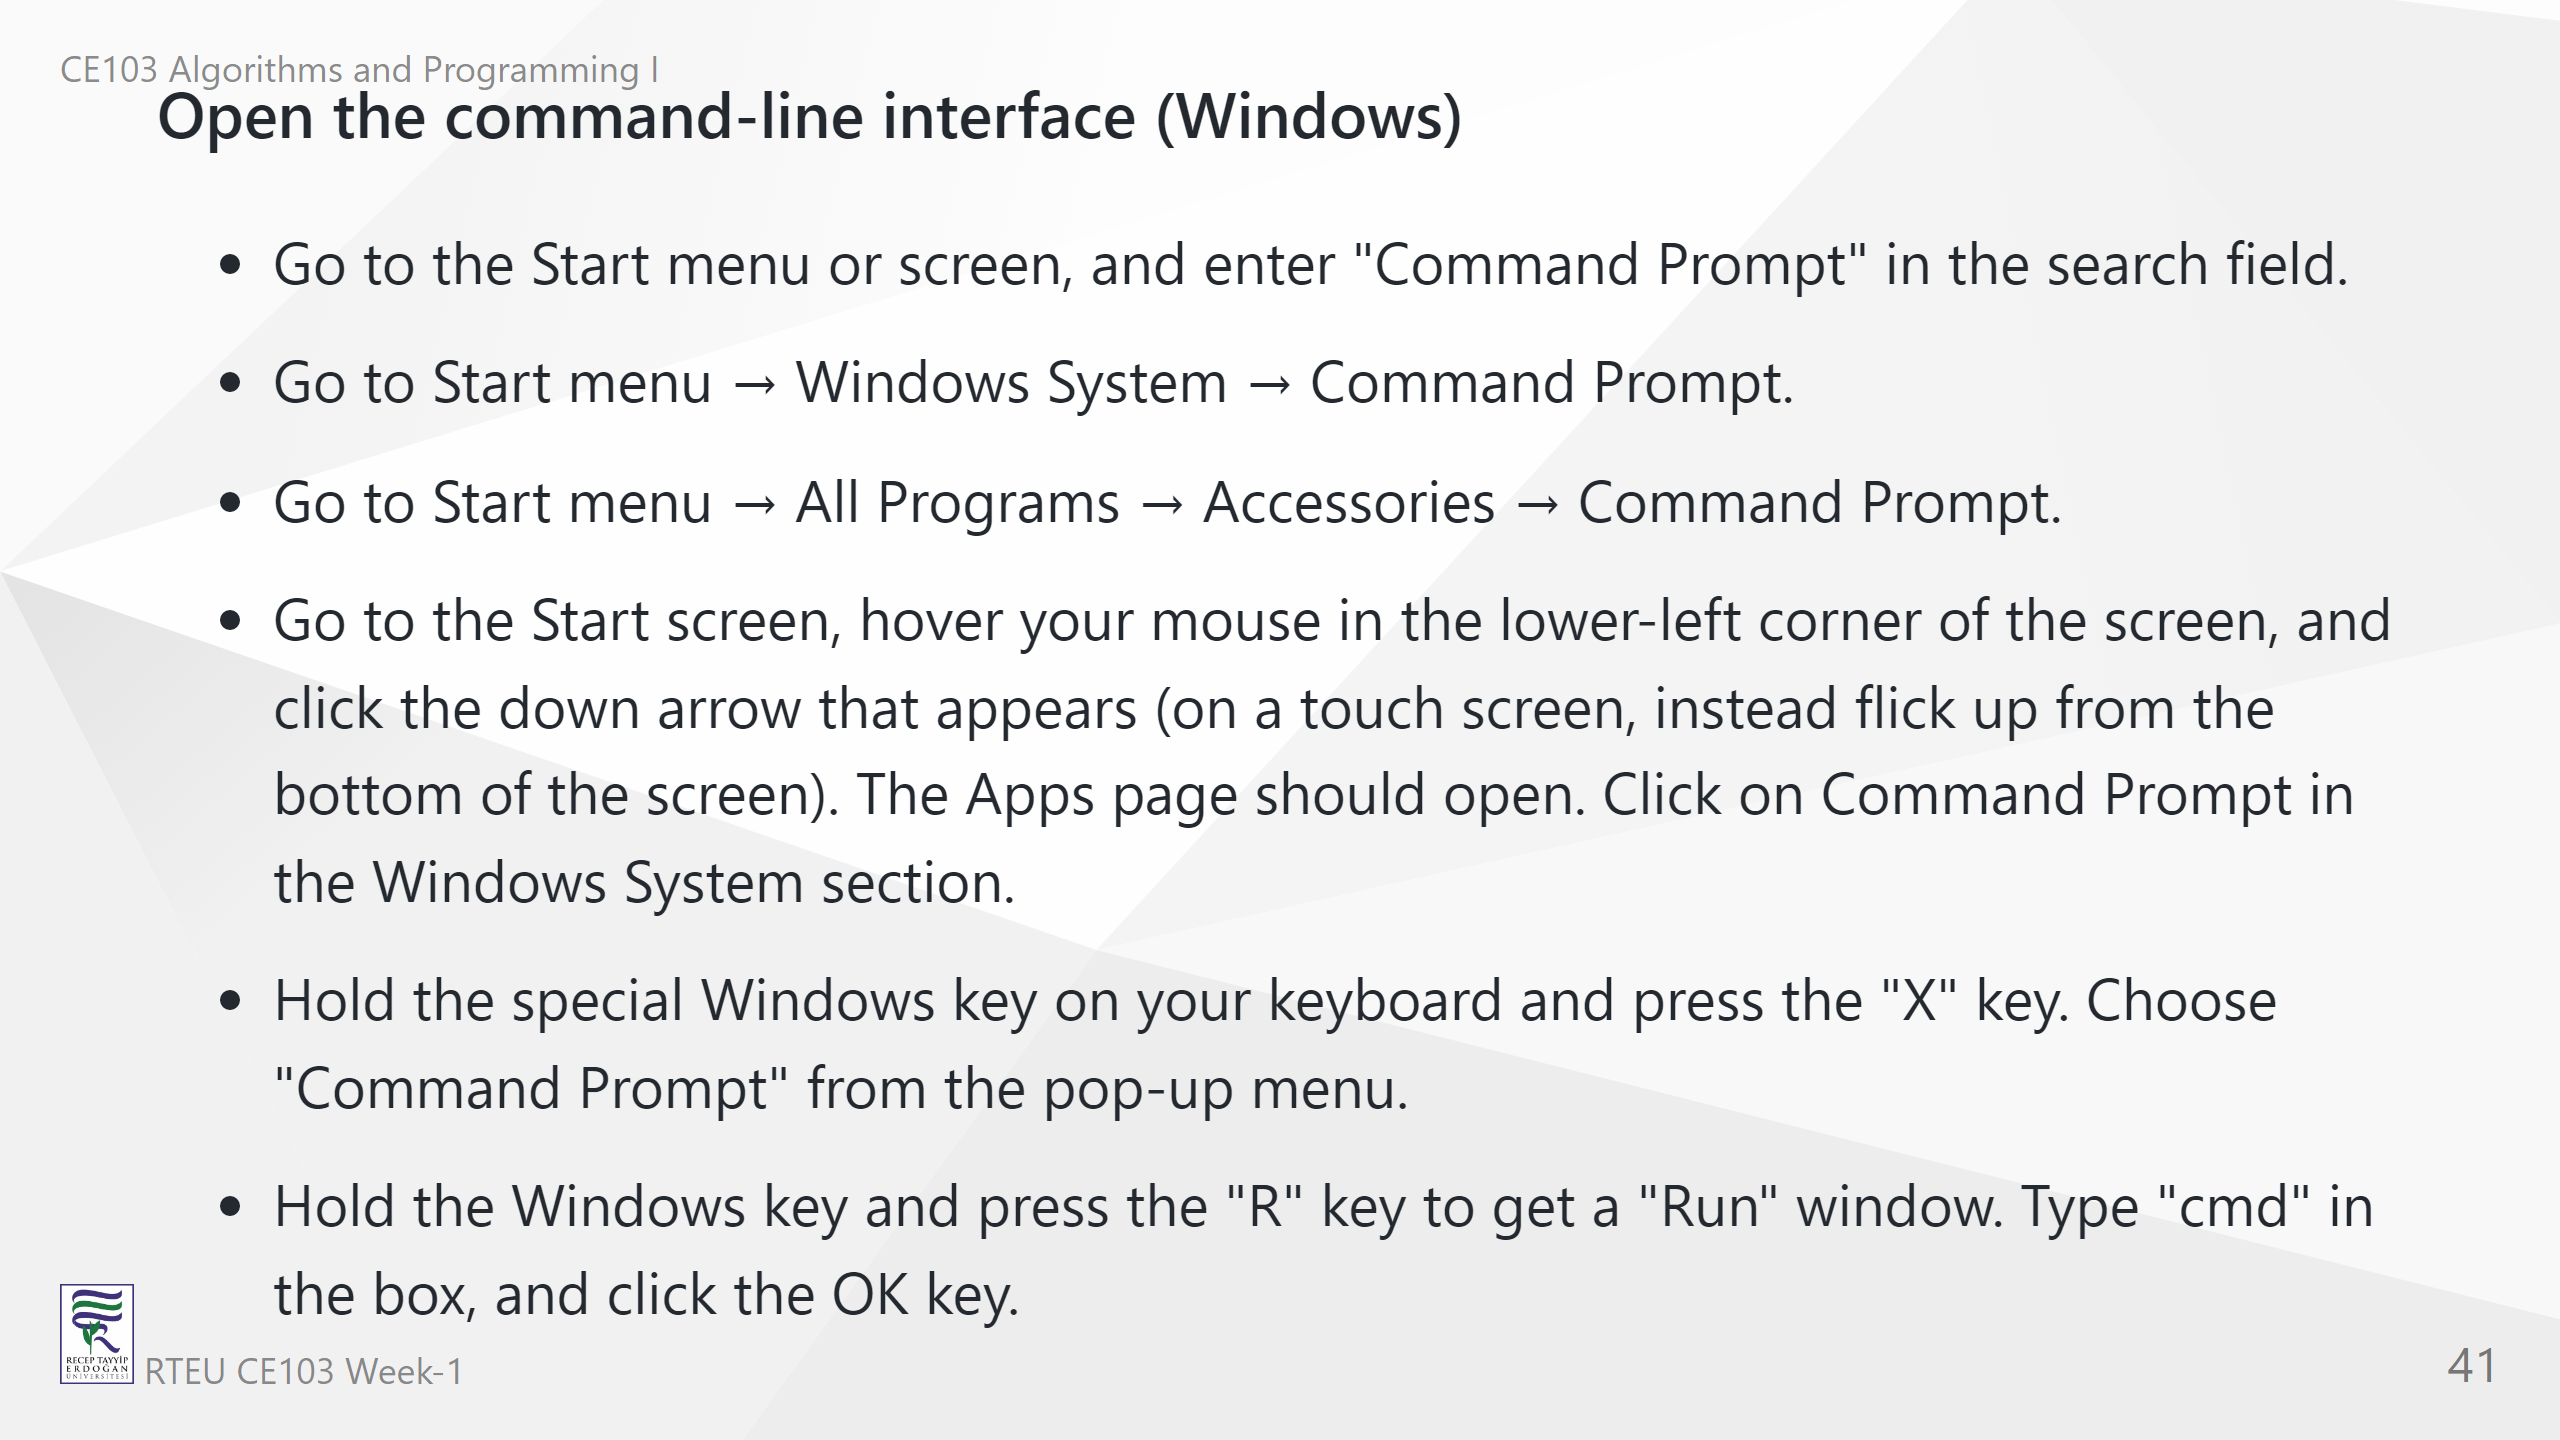 CE103 Algorithms and Programming I
Open the command-line interface (Windows)
• Go to the Start menu or screen, and enter "Command Prompt" in the search field.
• Go to Start menu → Windows System → Command Prompt.
• Go to Start menu → All Programs → Accessories → Command Prompt.
• Go to the Start screen, hover your mouse in the lower-left corner of the screen, and
click the down arrow that appears (on a touch screen, instead flick up from the
bottom of the screen). The Apps page should open. Click on Command Prompt in
the Windows System section.
• Hold the special Windows key on your keyboard and press the "X" key. Choose
"Command Prompt" from the pop-up menu.
• Hold the Windows key and press the "R" key to get a "Run" window. Type "cmd" in
the box, and click the OK key.
RECEP TAYYİP
ERDOĞAN
ÜNİVERSİTESİ
RTEU CE103 Week-1
41